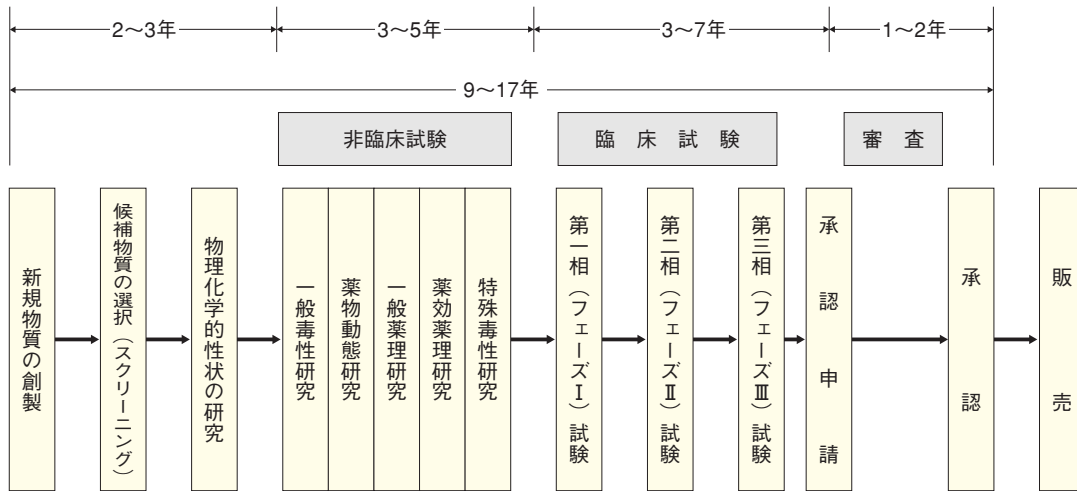 2〜3年
3〜5年
3〜7年
1〜2年
9〜17年
非臨床試験
臨床試験
審査
新規物質の創製
候補物質の選択（スクリーニング）
物理化学的性状の研究
一般毒性研究
薬物動態研究
一般薬理研究
薬効薬理研究
特殊毒性研究
第一相（フェーズⅠ）試験
第二相（フェーズⅡ）試験
第三相（フェーズⅢ）試験
承認申請
承認
販売